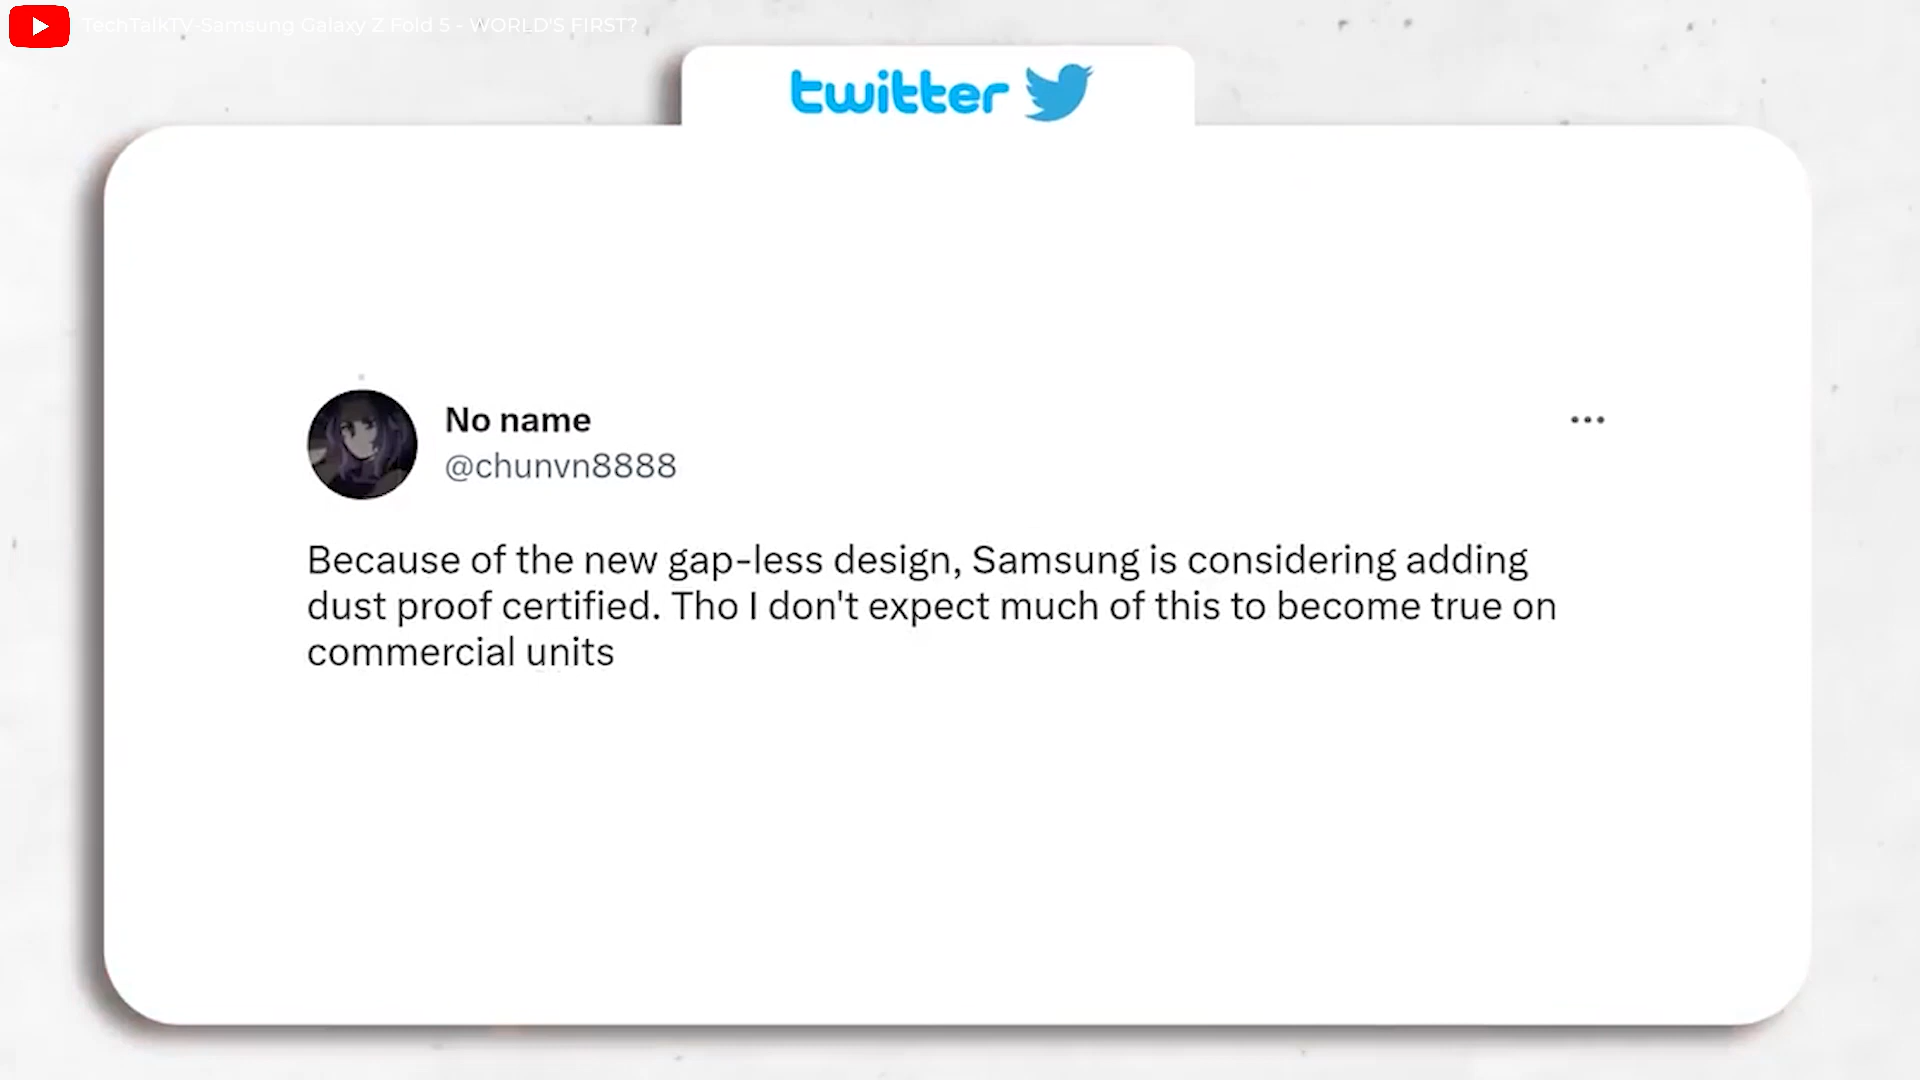 TechTalkTV-Samsung Galaxy Z Fold 5 - WORLD'S FIRST?
twitter
No name
@chunvn8888
Because of the new gap-less design, Samsung is considering adding
dust proof certified. Tho I don't expect much of this to become true on
commercial units